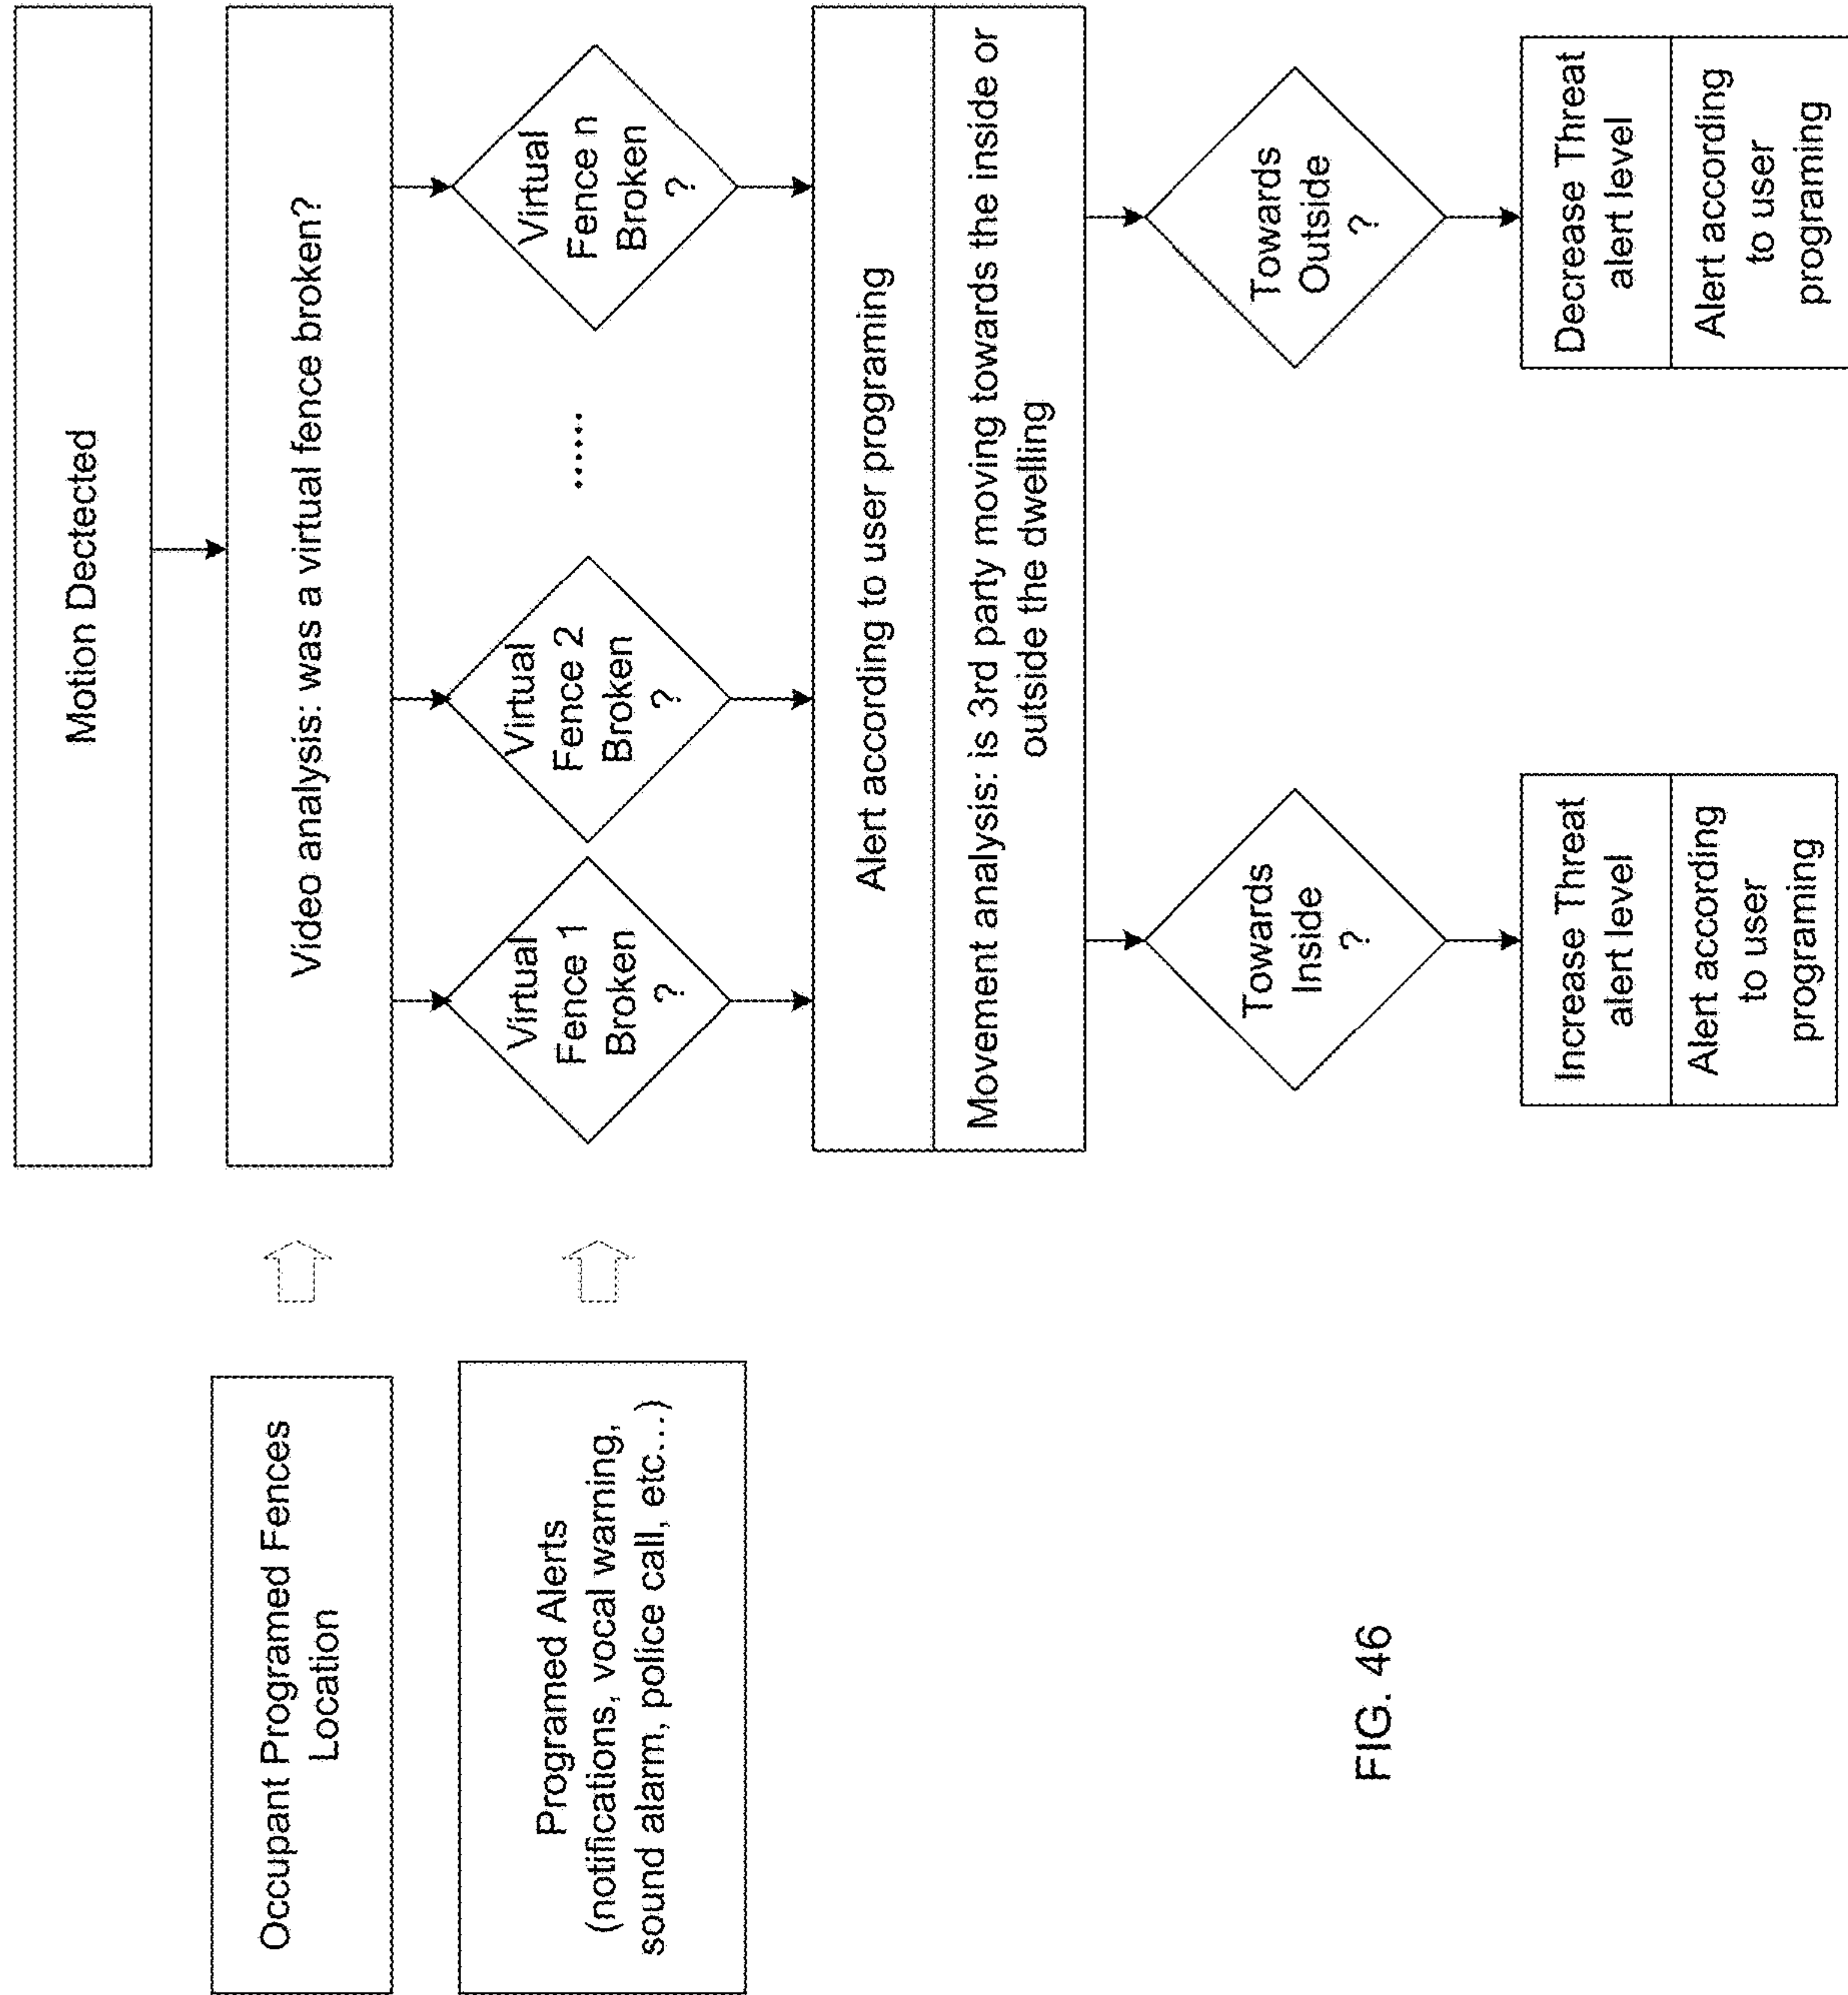 Motion Dectected
Occupant Programed Fences
Location
Video analysis: was a virtual fence broken?
Programed Alerts
(notifications, vocal warning,
sound alarm, police call, etc...)
Virtual
Fence 1
Broken
?
Virtual
Fence 2
Broken
?
......
Virtual
Fence n
Broken
?
Alert according to user programing
Movement analysis: is 3rd party moving towards the inside or
outside the dwelling
Towards
Inside
?
Towards
Outside
?
Increase Threat
alert level
Alert according
to user
programing
Decrease Threat
alert level
Alert according
to user
programing
FIG. 46